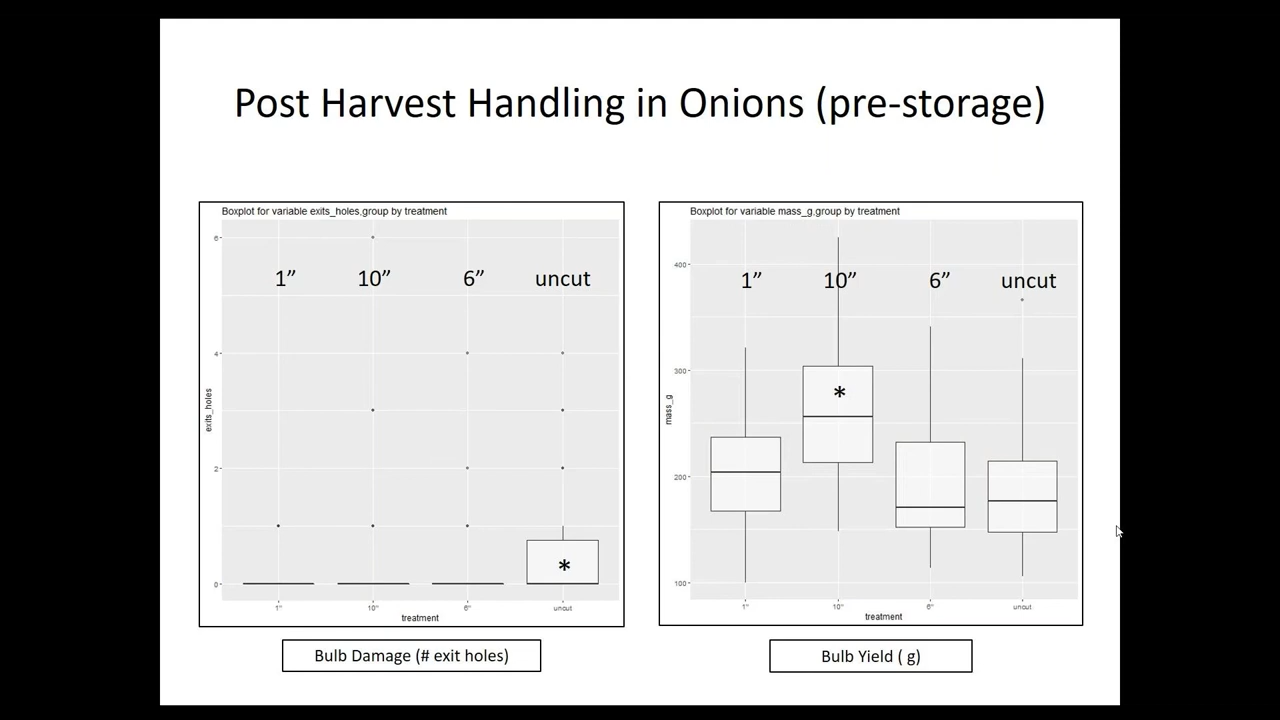 Post Harvest Handling in Onions (pre-storage)
Boxplot for variable exits_holes,group by treatment
6
4
2
0
exits_holes
1” 10” 6” uncut
*
1" 10" 6" uncut
treatment
Bulb Damage (# exit holes)
Boxplot for variable mass_g,group by treatment
400
300
200
100
mass_g
1” 10” 6” uncut
*
1" 10" 6" uncut
treatment
Bulb Yield ( g)